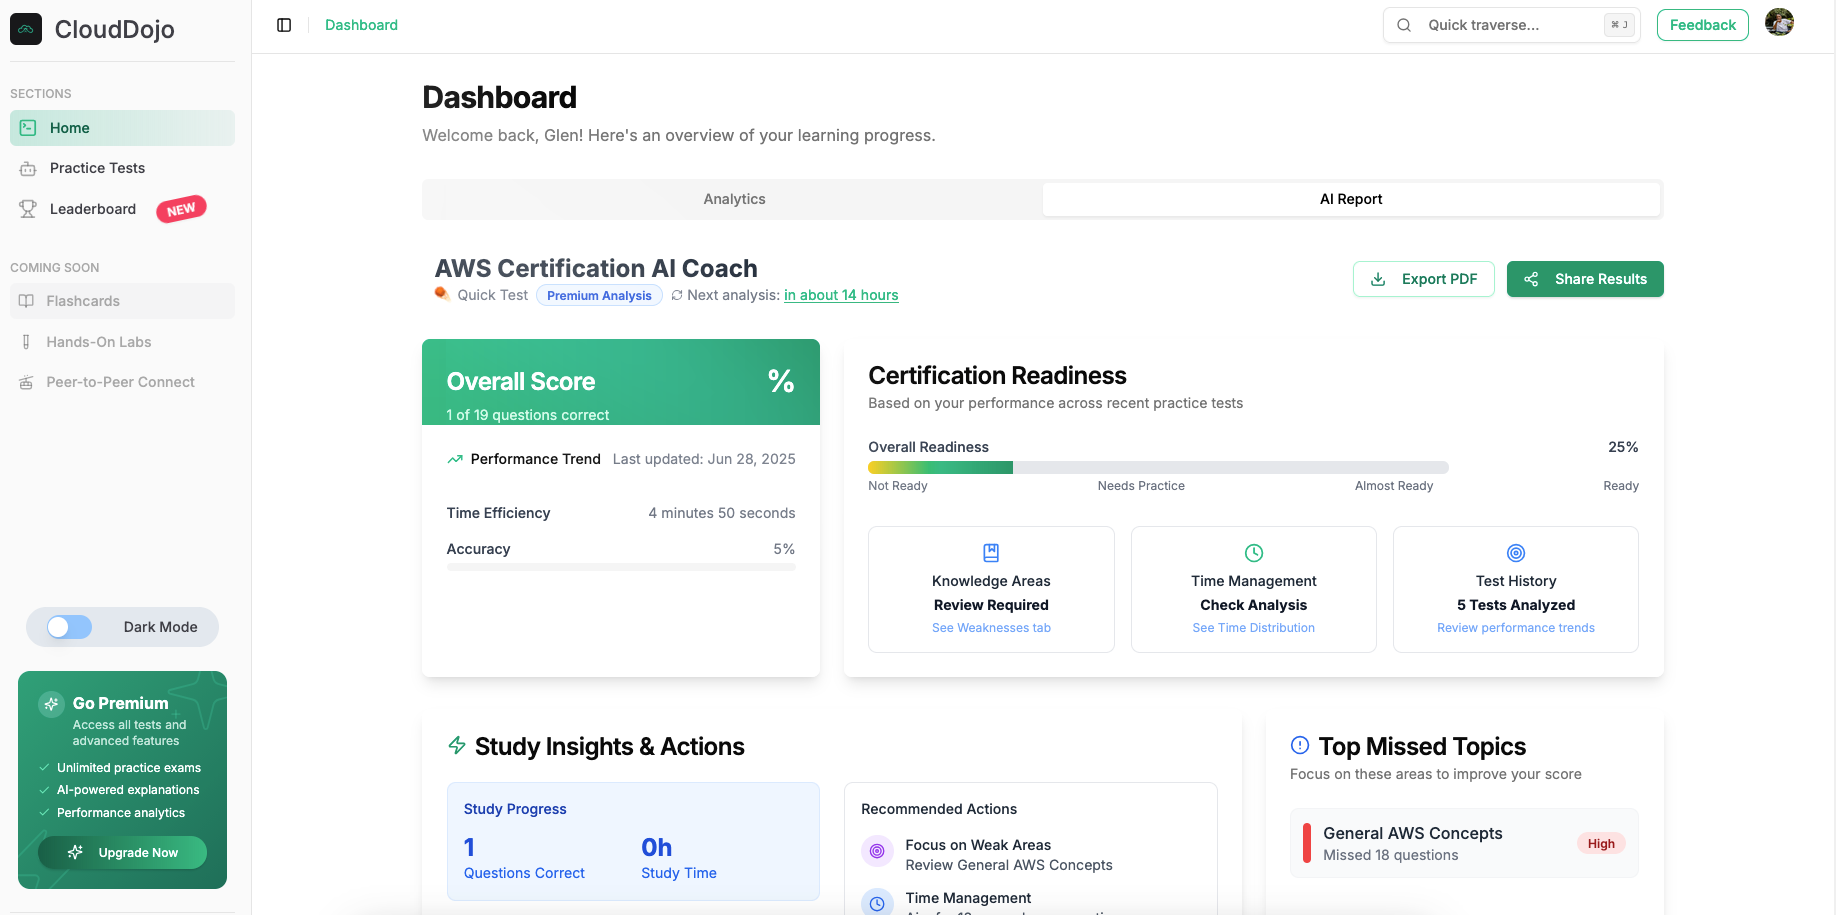 CloudDojo
Dashboard
Quick traverse...
⌘ J
Feedback
SECTIONS
Home
Practice Tests
Leaderboard
NEW
COMING SOON
Flashcards
Hands-On Labs
Peer-to-Peer Connect
Dark Mode
Go Premium
Access all tests and
advanced features
Unlimited practice exams
AI-powered explanations
Performance analytics
Upgrade Now
Dashboard
Welcome back, Glen! Here's an overview of your learning progress.
Analytics
AI Report
AWS Certification AI Coach
Quick Test
Premium Analysis
Next analysis: in about 14 hours
Export PDF
Share Results
Overall Score
%
1 of 19 questions correct
Performance Trend
Last updated: Jun 28, 2025
Time Efficiency
4 minutes 50 seconds
Accuracy
5%
Certification Readiness
Based on your performance across recent practice tests
Overall Readiness
25%
Not Ready
Needs Practice
Almost Ready
Ready
Knowledge Areas
Review Required
See Weaknesses tab
Time Management
Check Analysis
See Time Distribution
Test History
5 Tests Analyzed
Review performance trends
Study Insights & Actions
Study Progress
1
Questions Correct
0h
Study Time
Recommended Actions
Focus on Weak Areas
Review General AWS Concepts
Time Management
Top Missed Topics
Focus on these areas to improve your score
General AWS Concepts
Missed 18 questions
High